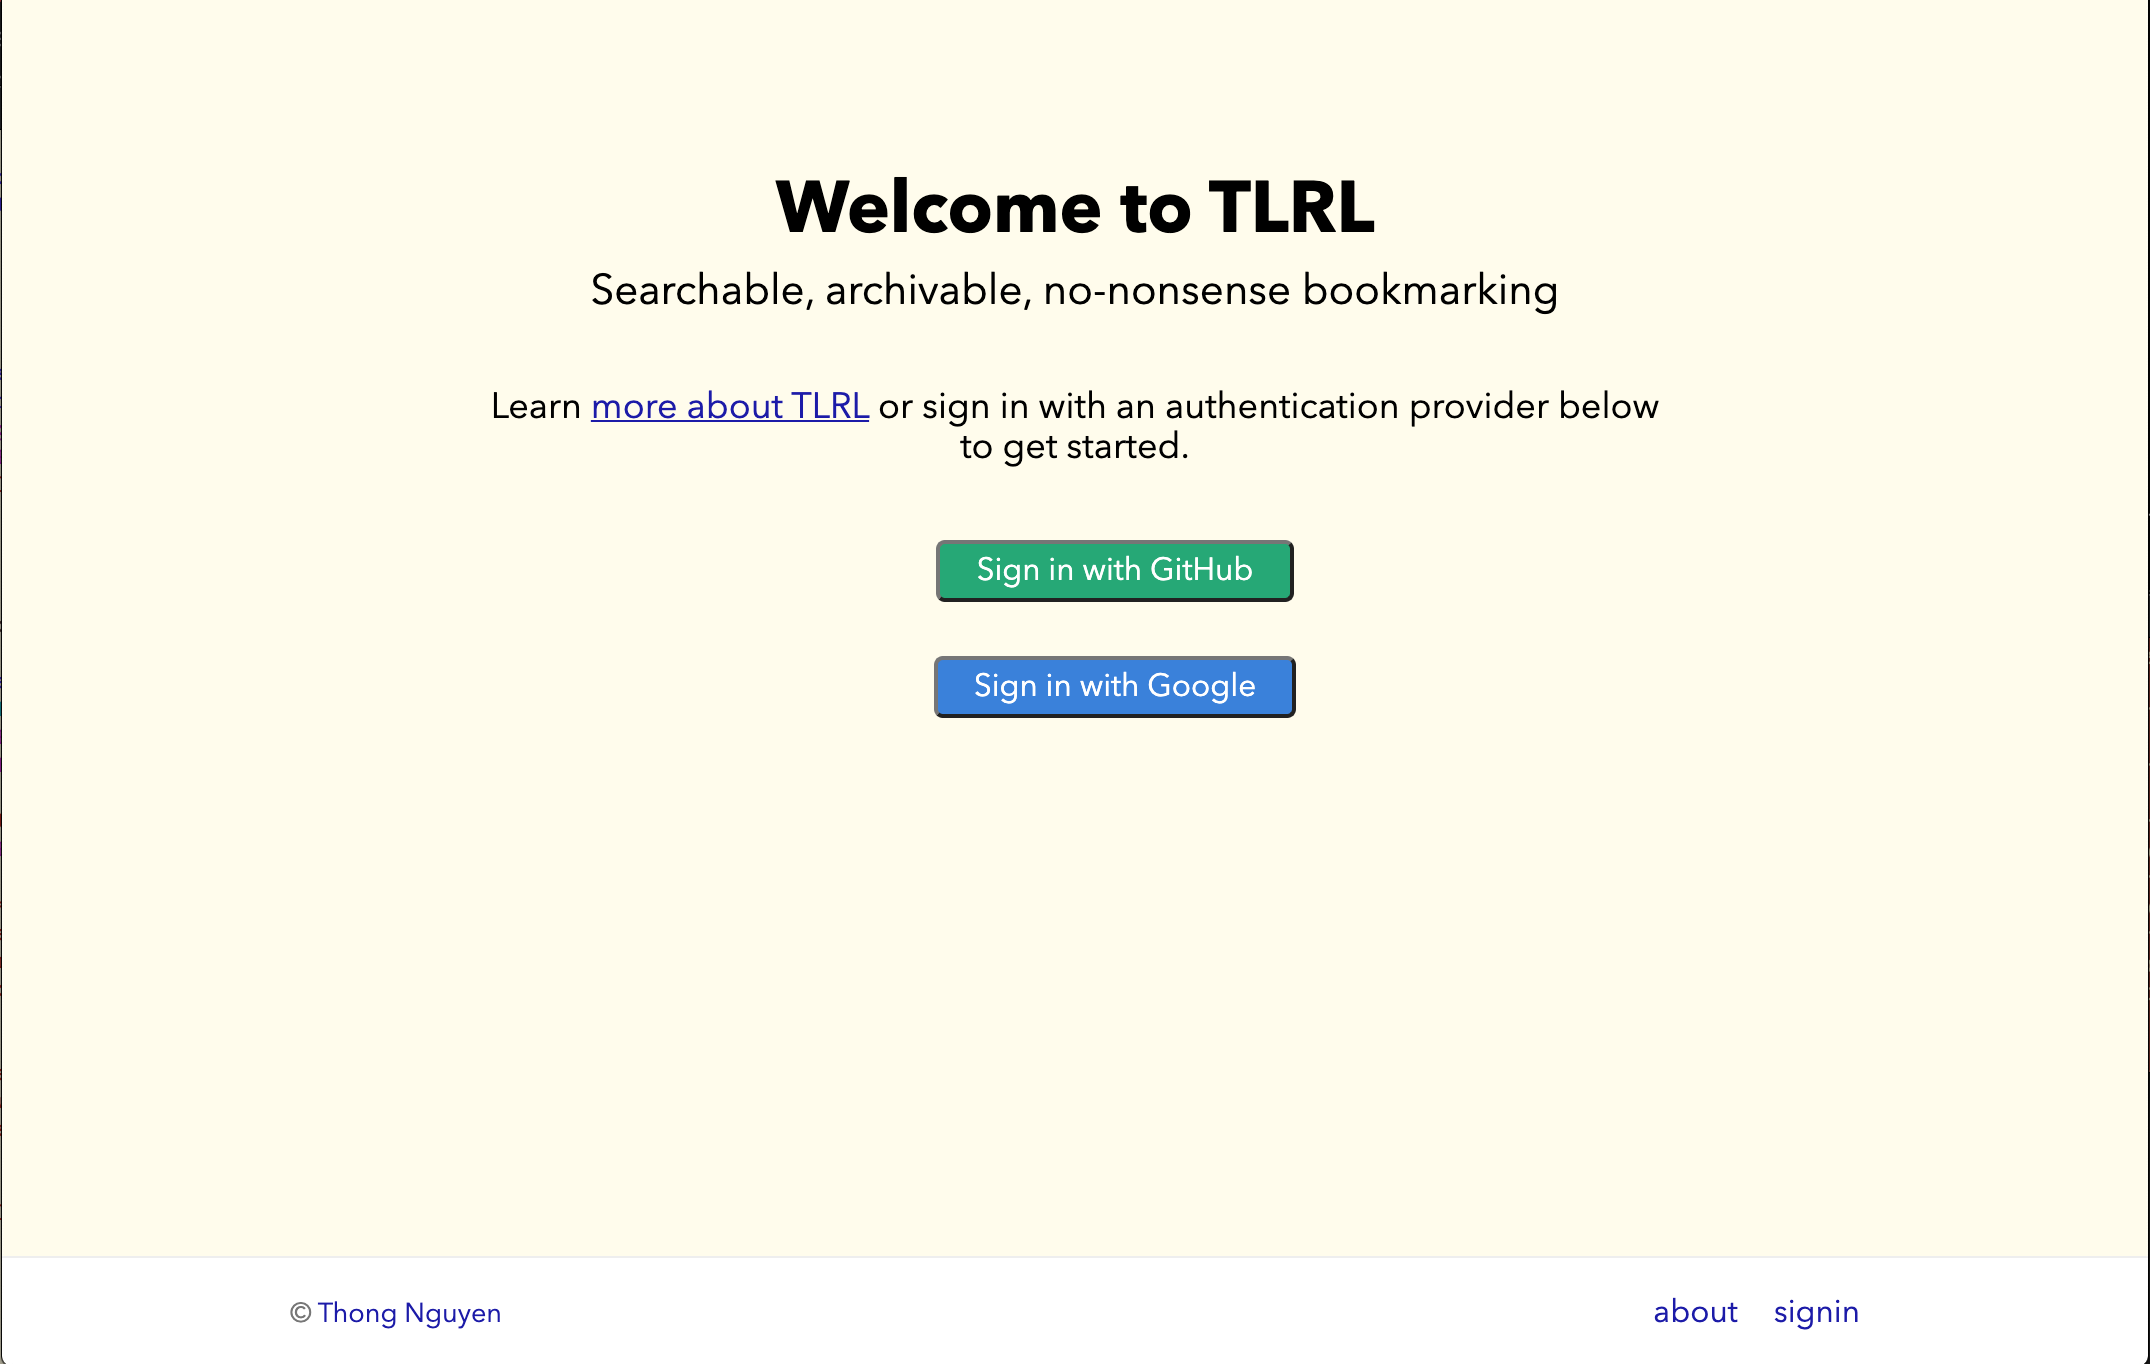 Welcome to TLRL
Searchable, archivable, no-nonsense bookmarking
Learn more about TLRL or sign in with an authentication provider below
to get started.
Sign in with GitHub
Sign in with Google
© Thong Nguyen
about signin